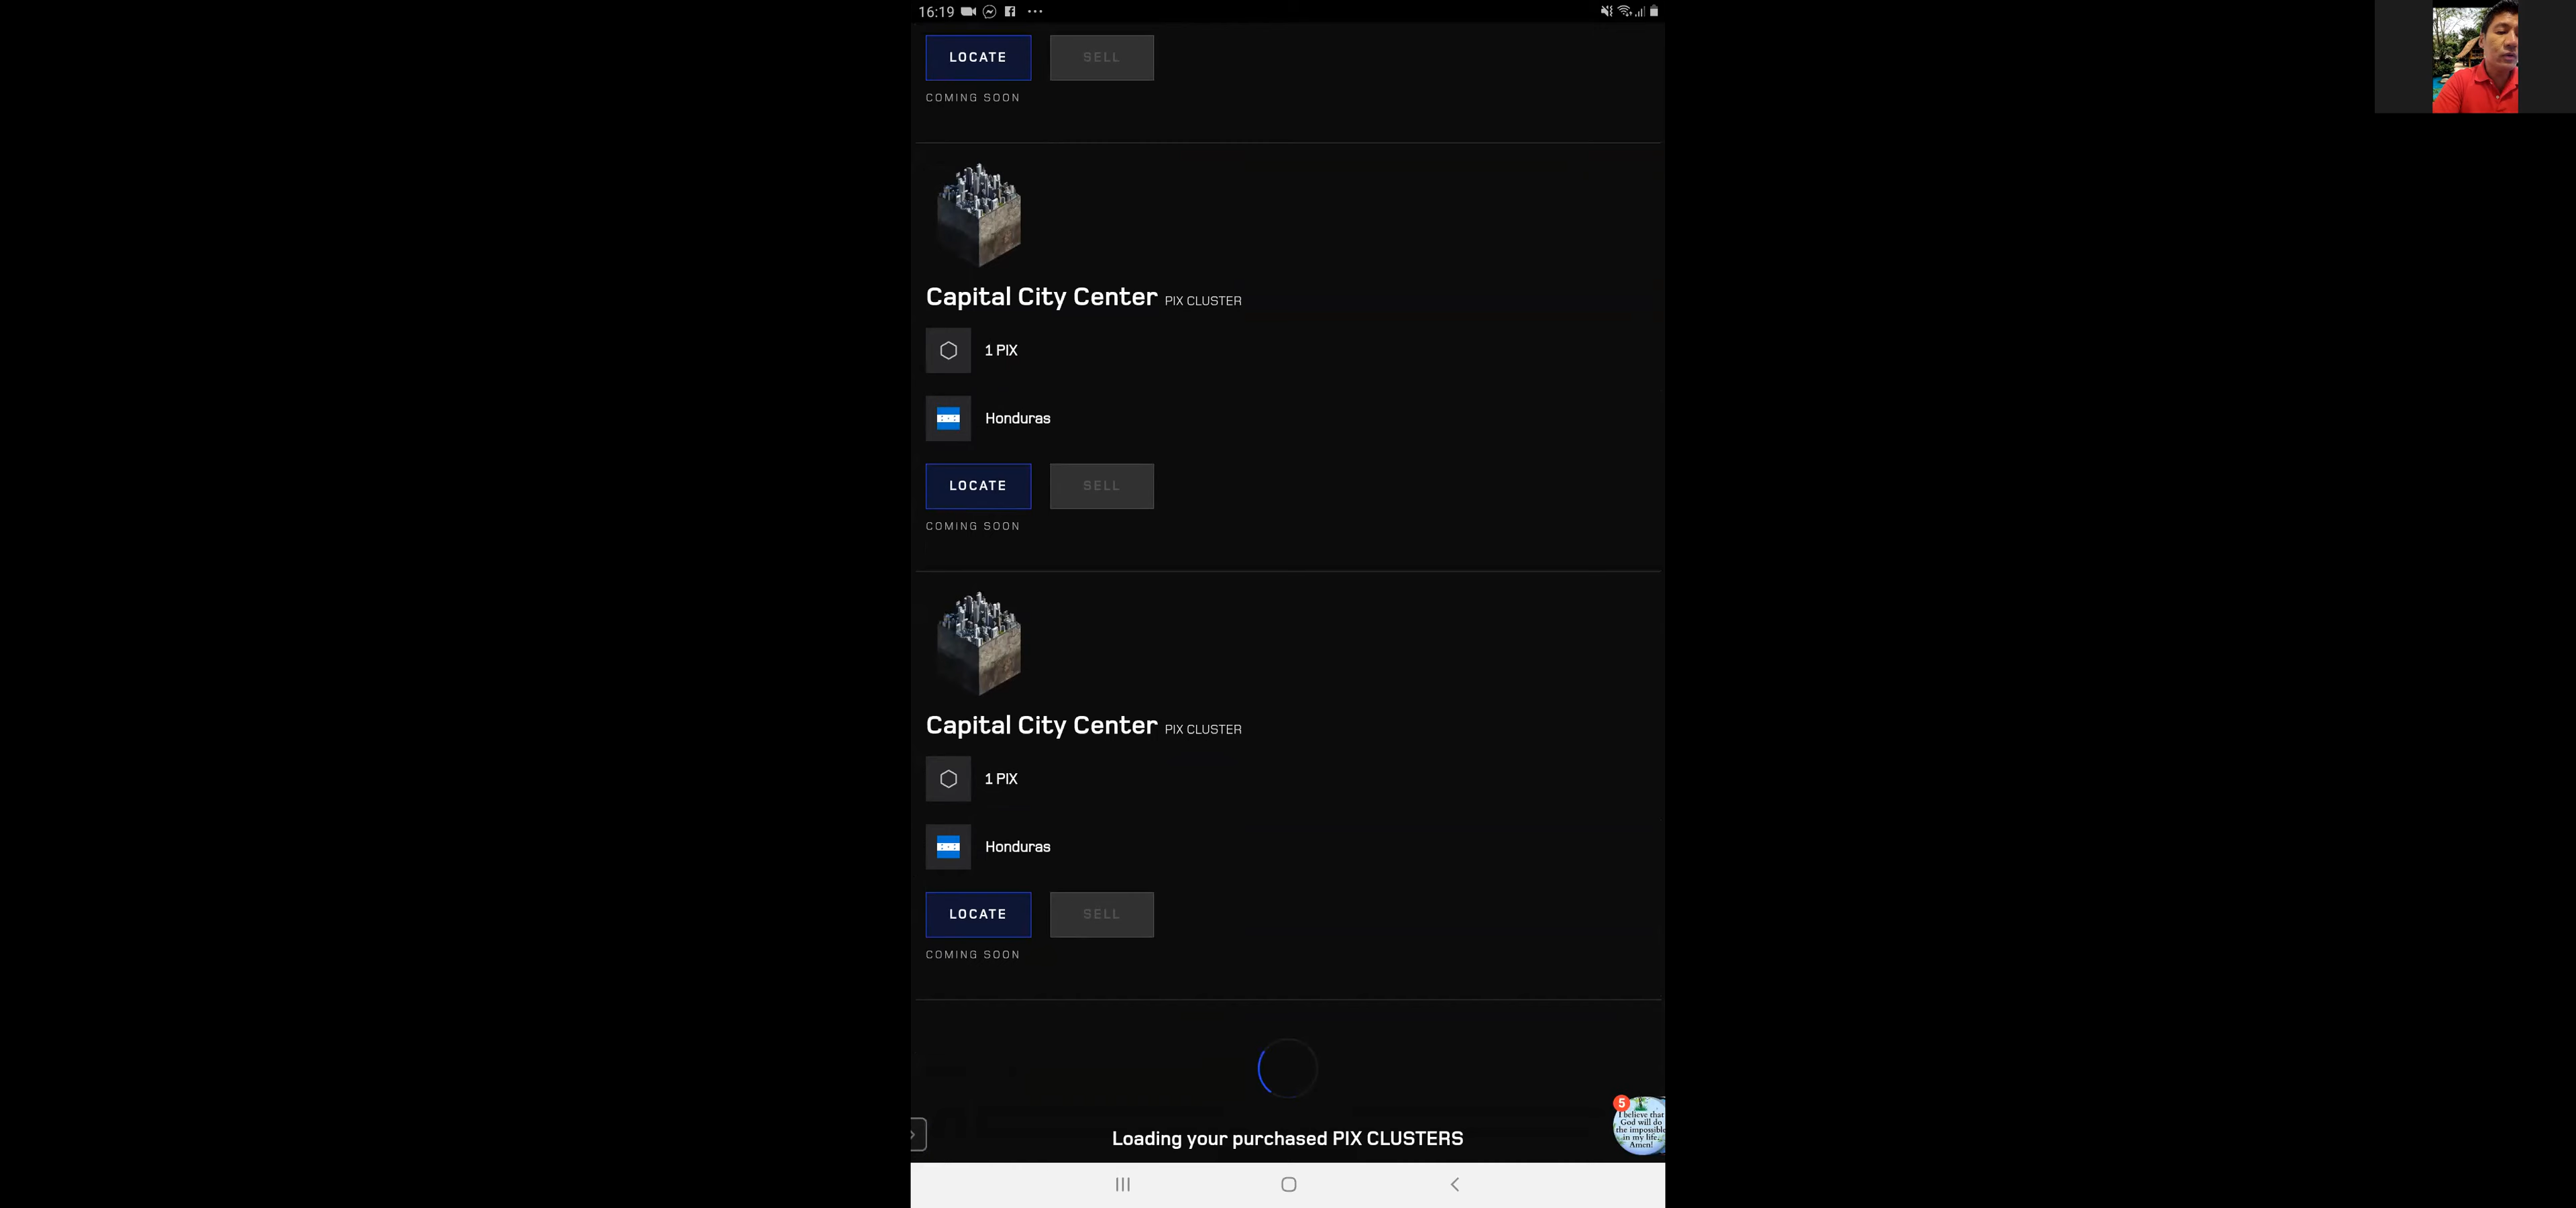 16:19
LOCATE SELL
COMING SOON
Capital City Center PIX CLUSTER
1 PIX
Honduras
LOCATE SELL
COMING SOON
Capital City Center PIX CLUSTER
1 PIX
Honduras
LOCATE SELL
COMING SOON
5
I believe that
God will do
the impossible
in my life.
Amen!
Loading your purchased PIX CLUSTERS